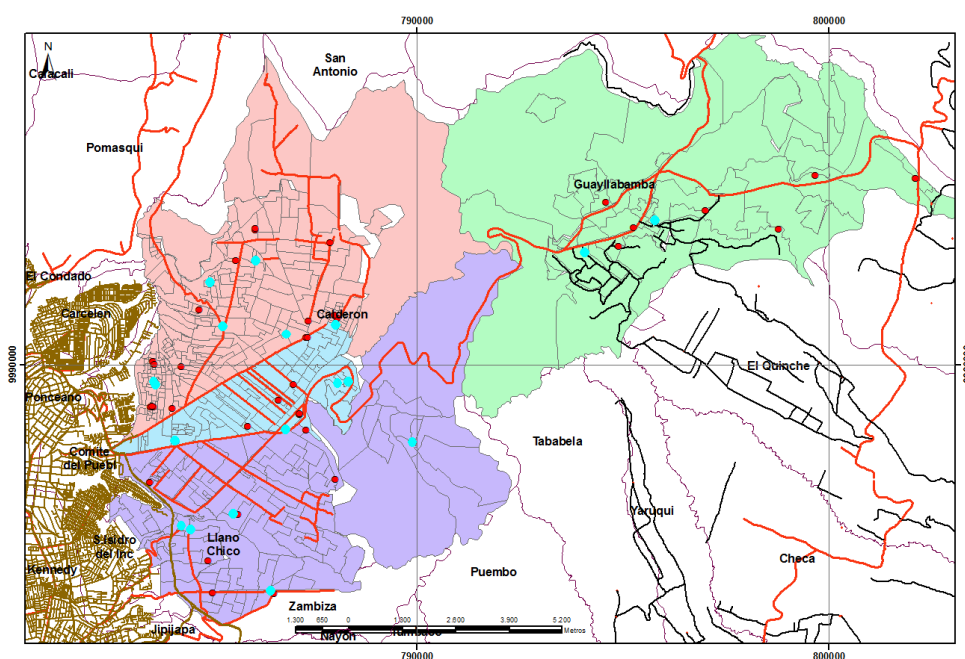 790000
800000
N
San
Antonio
Calacali
Pomasqui
Guayllabamba
El Condado
Carcelen
Calderon
9990000
El Quinche
Ponceano
Tababela
Comite
del Puebl
Yaruqui
S.Isidro
del Inc
Llano
Chico
Checa
Kennedy
Puembo
Zambiza
Jipijapa
Nayon
1.300 650 0 1.300 2.600 3.900 5.200
Metros
790000
800000